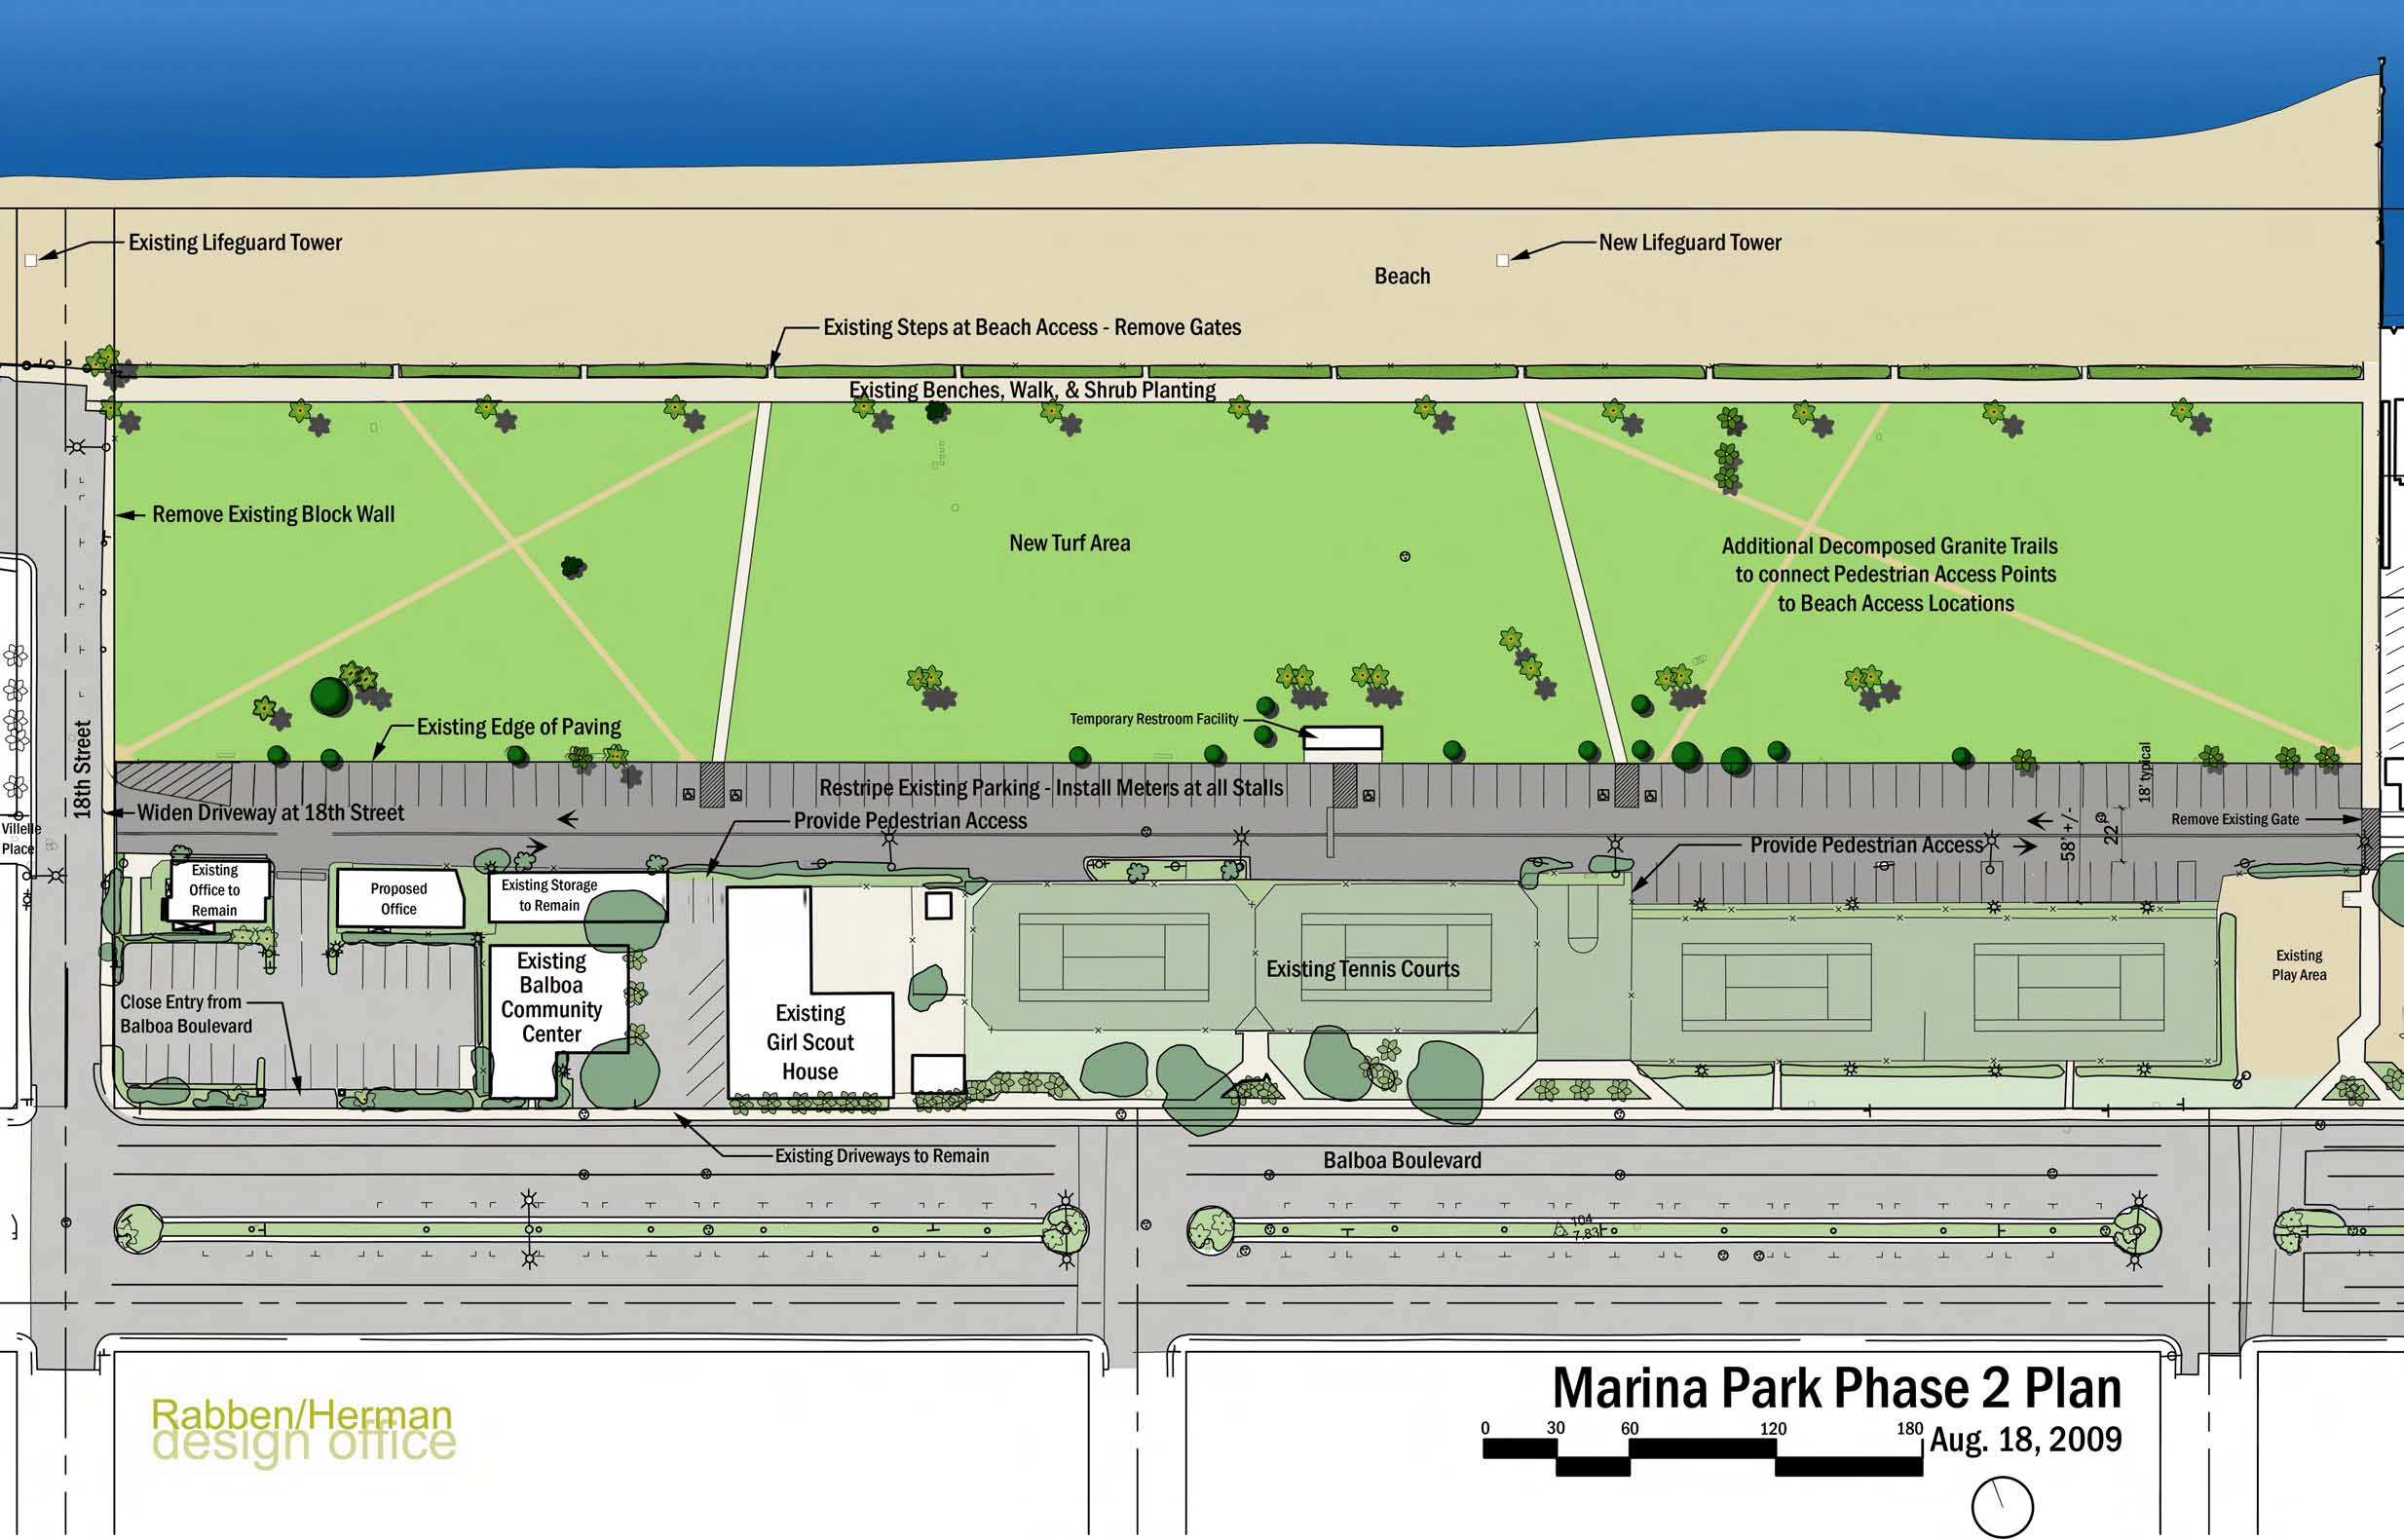 Existing Lifeguard Tower
New Lifeguard Tower
Beach
Existing Steps at Beach Access - Remove Gates
Existing Benches, Walk, & Shrub Planting
Remove Existing Block Wall
New Turf Area
Additional Decomposed Granite Trails
to connect Pedestrian Access Points
to Beach Access Locations
Existing Edge of Paving
Temporary Restroom Facility
18th Street
Restripe Existing Parking - Install Meters at all Stalls
18' typical
Widen Driveway at 18th Street
Provide Pedestrian Access
Remove Existing Gate
Villelle
Place
Provide Pedestrian Access
58' +/-
22'
Existing
Office to
Remain
Proposed
Office
Existing Storage
to Remain
Existing
Balboa
Community
Center
Existing Tennis Courts
Existing
Play Area
Close Entry from
Balboa Boulevard
Existing
Girl Scout
House
Existing Driveways to Remain
Balboa Boulevard
104
7.83
Marina Park Phase 2 Plan
0 30 60 120 180
Aug. 18, 2009
Rabben/Herman
design office